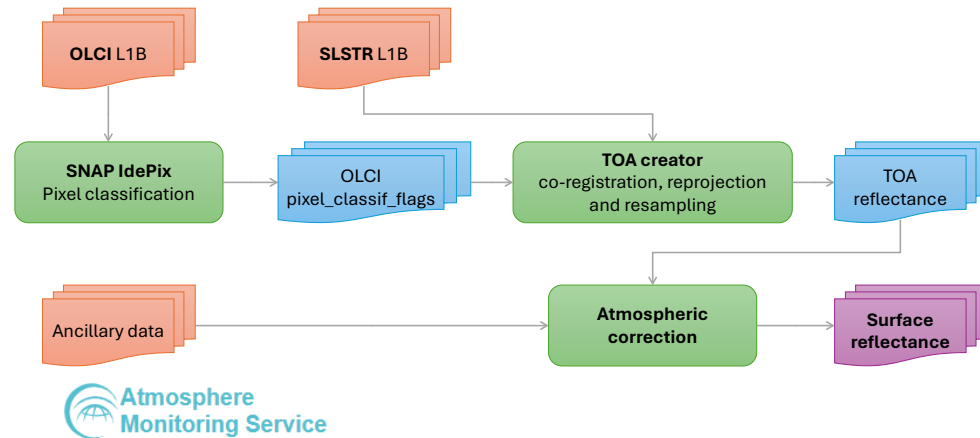 OLCI L1B
SLSTR L1B
SNAP IdePix
Pixel classification
OLCI
pixel_classif_flags
TOA creator
co-registration, reprojection
and resampling
TOA
reflectance
Ancillary data
Atmospheric
correction
Surface
reflectance
Atmosphere
Monitoring Service